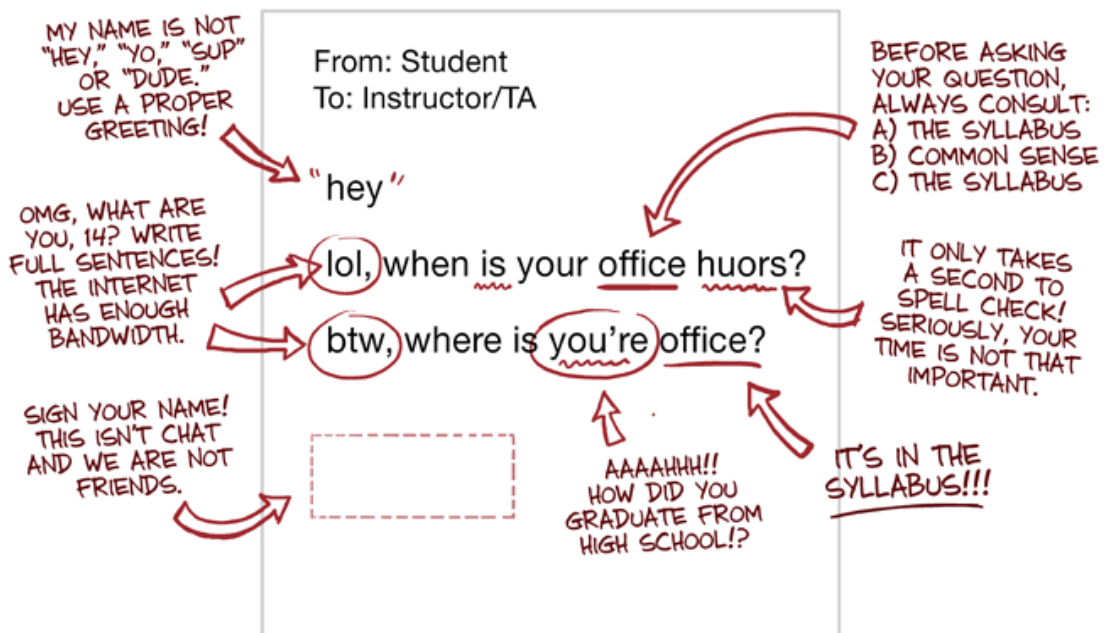 MY NAME IS NOT
"HEY," "YO," "SUP"
OR "DUDE."
USE A PROPER
GREETING!
From: Student
To: Instructor/TA
BEFORE ASKING
YOUR QUESTION,
ALWAYS CONSULT:
A) THE SYLLABUS
B) COMMON SENSE
C) THE SYLLABUS
"hey"
OMG, WHAT ARE
YOU, 14? WRITE
FULL SENTENCES!
THE INTERNET
HAS ENOUGH
BANDWIDTH.
lol, when is your office huors?
btw, where is you're office?
IT ONLY TAKES
A SECOND TO
SPELL CHECK!
SERIOUSLY, YOUR
TIME IS NOT THAT
IMPORTANT.
SIGN YOUR NAME!
THIS ISN'T CHAT
AND WE ARE NOT
FRIENDS.
AAAAHHH!!
HOW DID YOU
GRADUATE FROM
HIGH SCHOOL!?
IT'S IN THE
SYLLABUS!!!